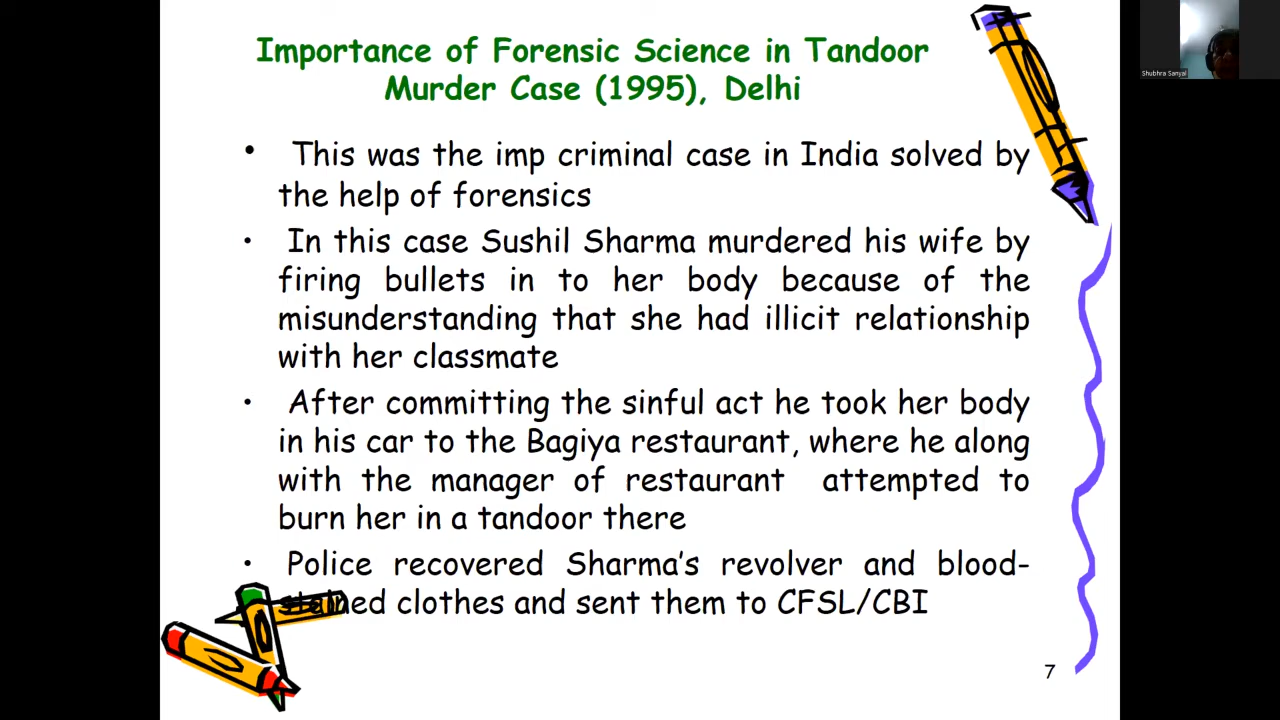 Importance of Forensic Science in Tandoor
Murder Case (1995), Delhi
• This was the imp criminal case in India solved by
the help of forensics
• In this case Sushil Sharma murdered his wife by
firing bullets in to her body because of the
misunderstanding that she had illicit relationship
with her classmate
• After committing the sinful act he took her body
in his car to the Bagiya restaurant, where he along
with the manager of restaurant attempted to
burn her in a tandoor there
• Police recovered Sharma's revolver and blood-
stained clothes and sent them to CFSL/CBI
7
Shubhra Sanyal